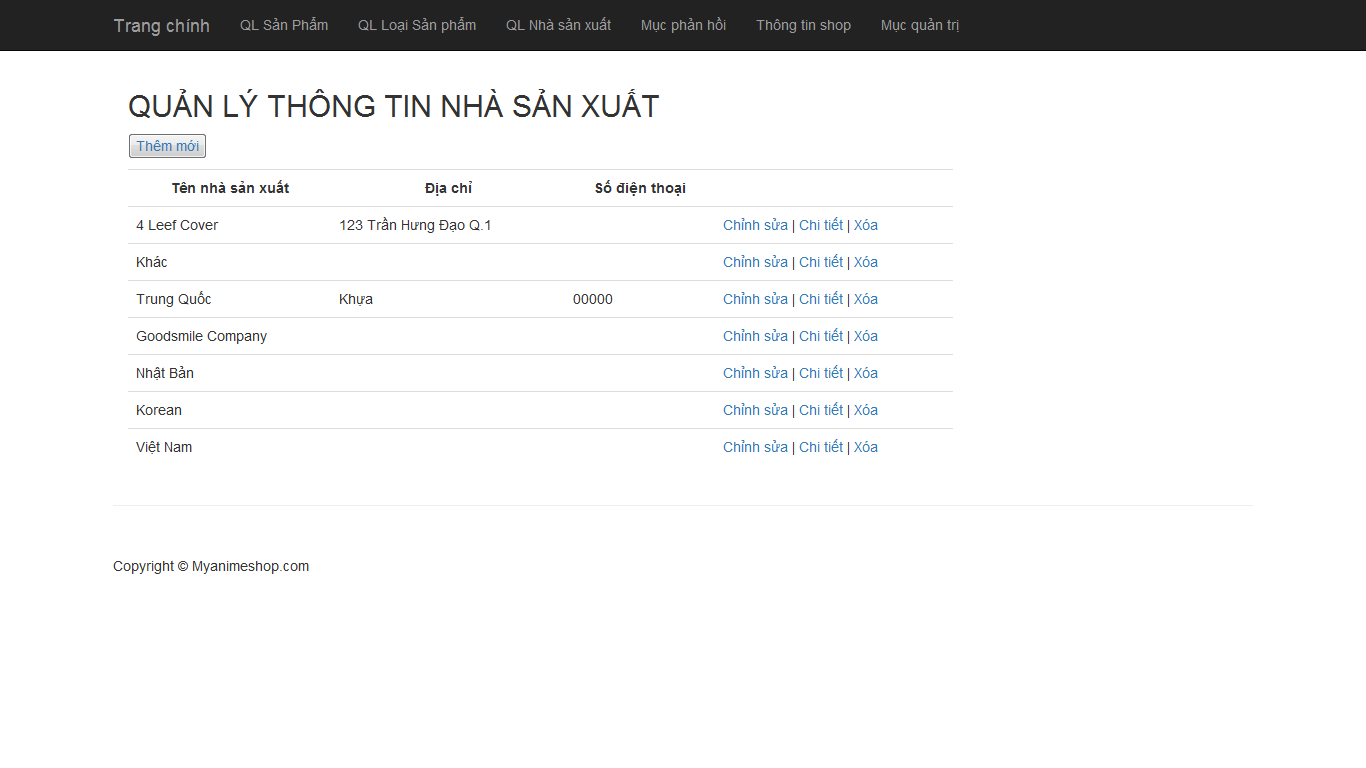 Trang chính QL Sản Phẩm QL Loại Sản phẩm QL Nhà sản xuất Mục phản hồi Thông tin shop Mục quản trị
QUẢN LÝ THÔNG TIN NHÀ SẢN XUẤT
Thêm mới
Tên nhà sản xuất Địa chỉ Số điện thoại
4 Leef Cover 123 Trần Hưng Đạo Q.1 Chỉnh sửa | Chi tiết | Xóa
Khác Chỉnh sửa | Chi tiết | Xóa
Trung Quốc Khựa 00000 Chỉnh sửa | Chi tiết | Xóa
Goodsmile Company Chỉnh sửa | Chi tiết | Xóa
Nhật Bản Chỉnh sửa | Chi tiết | Xóa
Korean Chỉnh sửa | Chi tiết | Xóa
Việt Nam Chỉnh sửa | Chi tiết | Xóa
Copyright © Myanimeshop.com